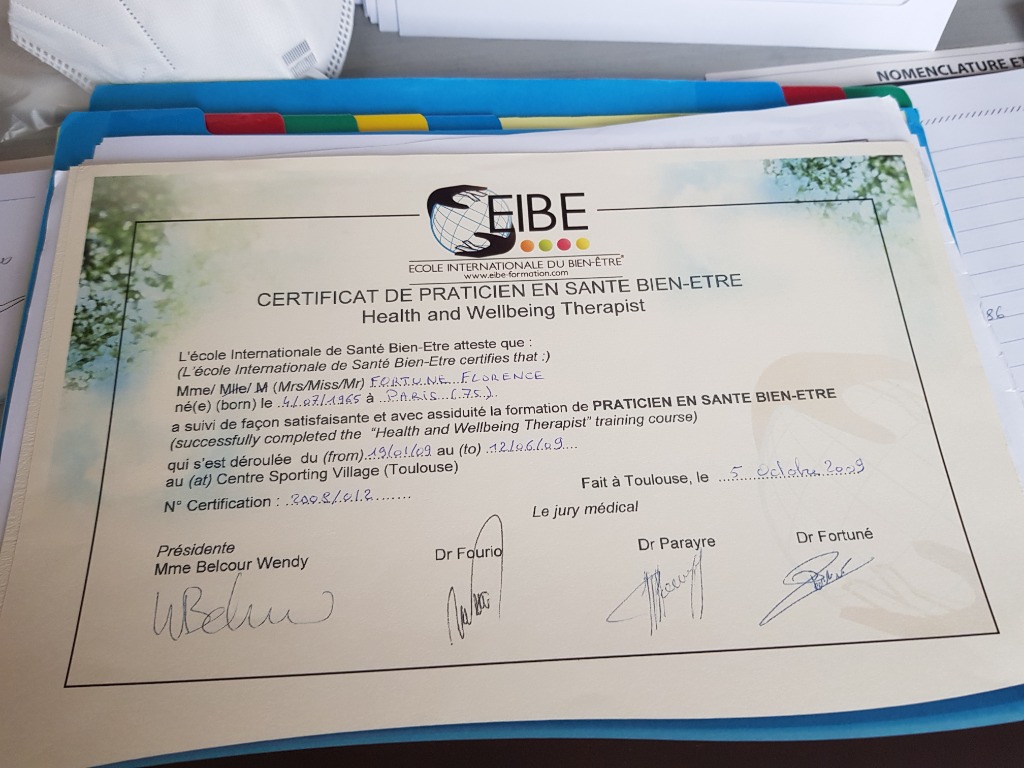 NOMENCLATURE ET
EIBE
ECOLE INTERNATIONALE DU BIEN-ÊTRE
www.eibe-formation.com
CERTIFICAT DE PRATICIEN EN SANTE BIEN-ETRE
Health and Wellbeing Therapist
L'école Internationale de Santé Bien-Etre atteste que :
(L'école Internationale de Santé Bien-Etre certifies that :)
Mme/ Mlle/ M (Mrs/Miss/Mr) FORTUNE FLORENCE
né(e) (born) le 4/07/1965 à PARIS (75)
a suivi de façon satisfaisante et avec assiduité la formation de PRATICIEN EN SANTE BIEN-ETRE
(successfully completed the "Health and Wellbeing Therapist" training course)
qui s'est déroulée du (from) 19/01/09 au (to) 12/06/09
au (at) Centre Sporting Village (Toulouse)
N° Certification : 2009/012
Fait à Toulouse, le 5 Octobre 2009
Le jury médical
Présidente
Mme Belcour Wendy
Dr Fourio
Dr Parayre
Dr Fortuné
86